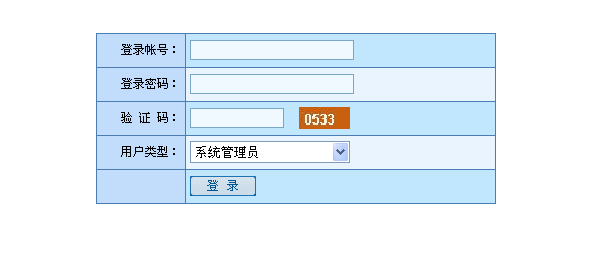 登录帐号：
登录密码：
验 证 码： 0533
用户类型： 系统管理员
登 录